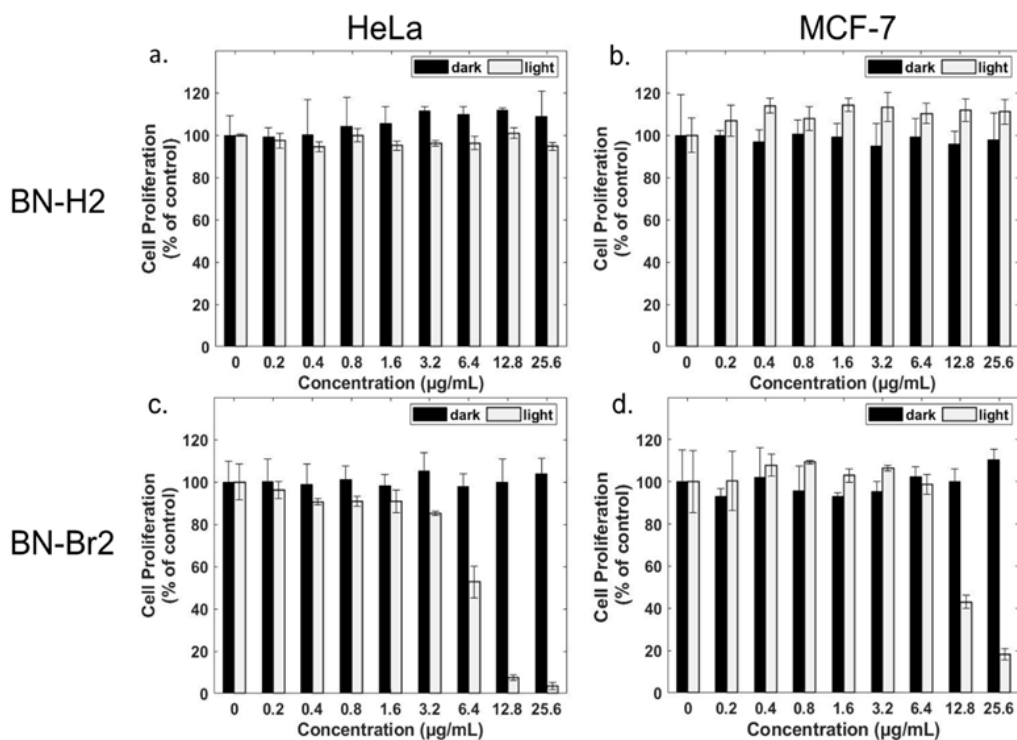 HeLa
MCF-7
BN-H2
a.
dark light
120
100
80
60
40
20
0
Cell Proliferation
(% of control)
0 0.2 0.4 0.8 1.6 3.2 6.4 12.8 25.6
Concentration (µg/mL)
b.
dark light
120
100
80
60
40
20
0
Cell Proliferation
(% of control)
0 0.2 0.4 0.8 1.6 3.2 6.4 12.8 25.6
Concentration (µg/mL)
BN-Br2
c.
dark light
120
100
80
60
40
20
0
Cell Proliferation
(% of control)
0 0.2 0.4 0.8 1.6 3.2 6.4 12.8 25.6
Concentration (µg/mL)
d.
dark light
120
100
80
60
40
20
0
Cell Proliferation
(% of control)
0 0.2 0.4 0.8 1.6 3.2 6.4 12.8 25.6
Concentration (µg/mL)